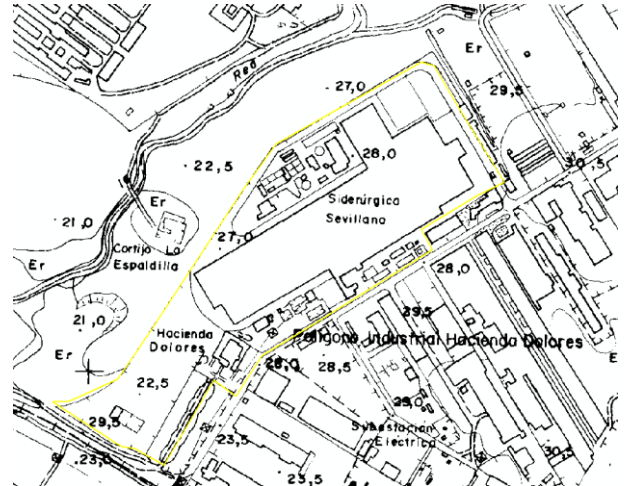 Er
Red
27,0
29,5
22,5
28,0
30,5
Siderúrgica
Sevillana
Er
21,0
27,0
Cortijo La
Espaldilla
Er
28,0
29,5
21,0
Hacienda
Dolores
Polígono Industrial Hacienda Dolores
Er
28,0
28,5
22,5
29,0
29,5
23,5
Subestación
Eléctrica
23,0
23,5
30,5